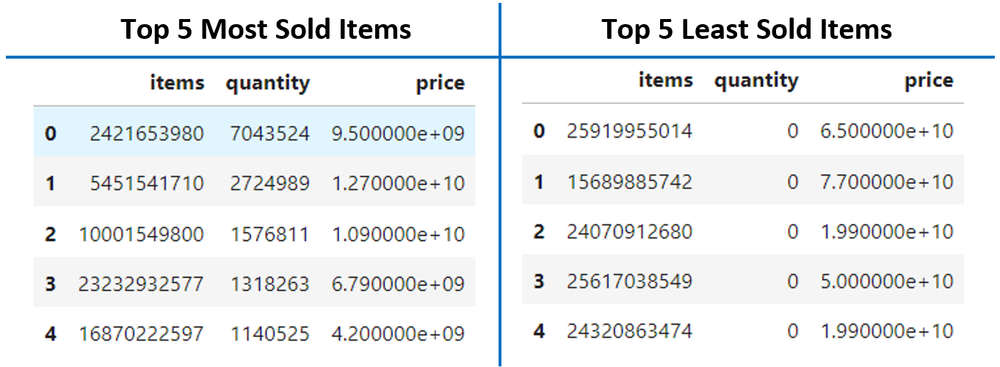 Top 5 Most Sold Items
items quantity price
0 2421653980 7043524 9.500000e+09
1 5451541710 2724989 1.270000e+10
2 10001549800 1576811 1.090000e+10
3 23232932577 1318263 6.790000e+09
4 16870222597 1140525 4.200000e+09
Top 5 Least Sold Items
items quantity price
0 25919955014 0 6.500000e+10
1 15689885742 0 7.700000e+10
2 24070912680 0 1.990000e+10
3 25617038549 0 5.000000e+10
4 24320863474 0 1.990000e+10